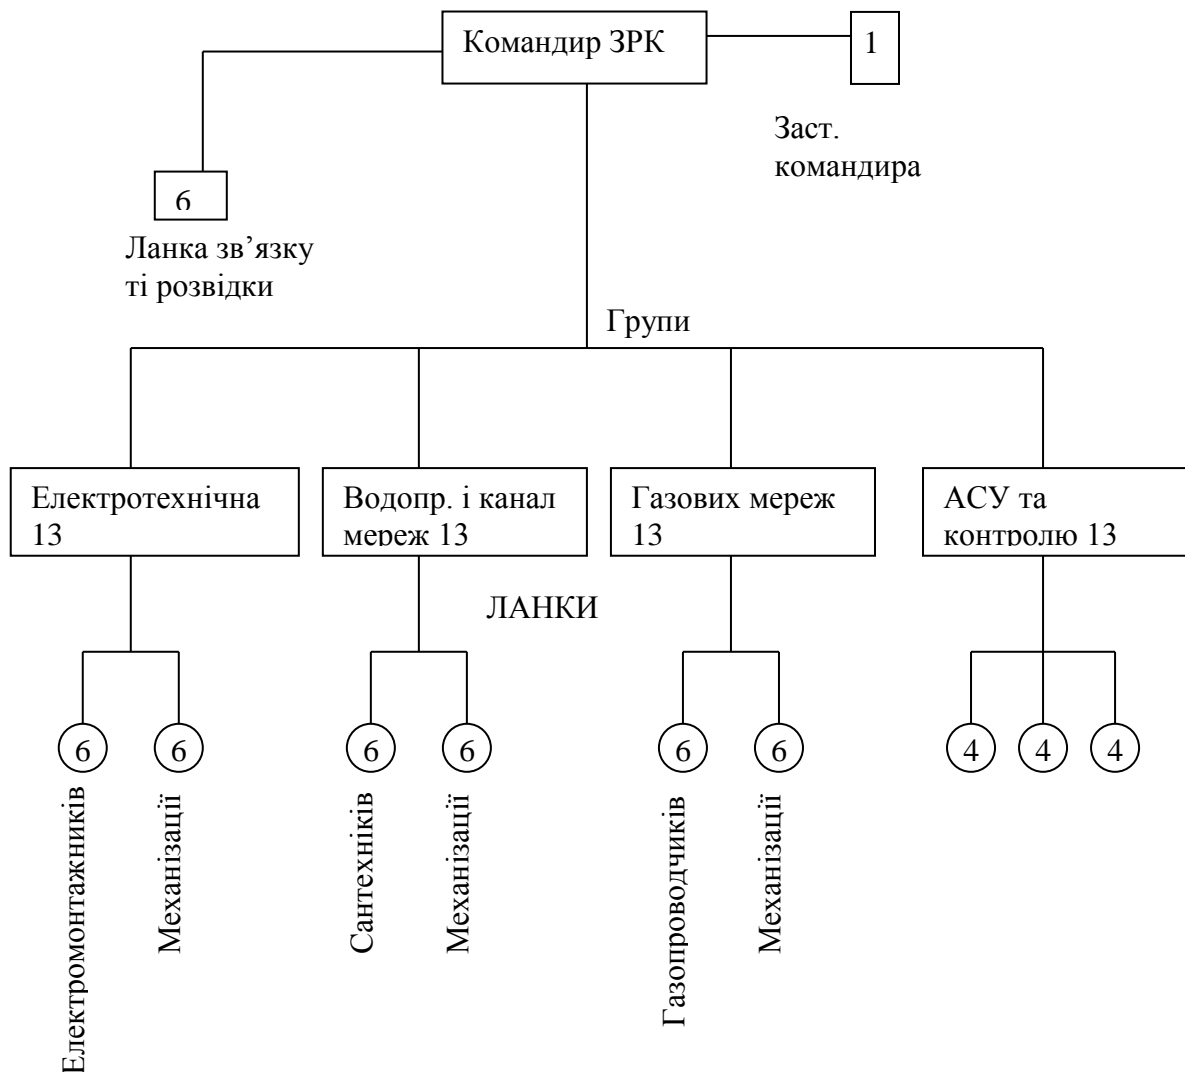 Командир ЗРК
1
Заст.
командира
6
Ланка зв’язку
ті розвідки
Групи
Електротехнічна
13
Водопр. і канал
мереж 13
Газових мереж
13
АСУ та
контролю 13
ЛАНКИ
6
6
6
6
6
6
4
4
4
Електромонтажників
Механізації
Сантехніків
Механізації
Газопроводчиків
Механізації